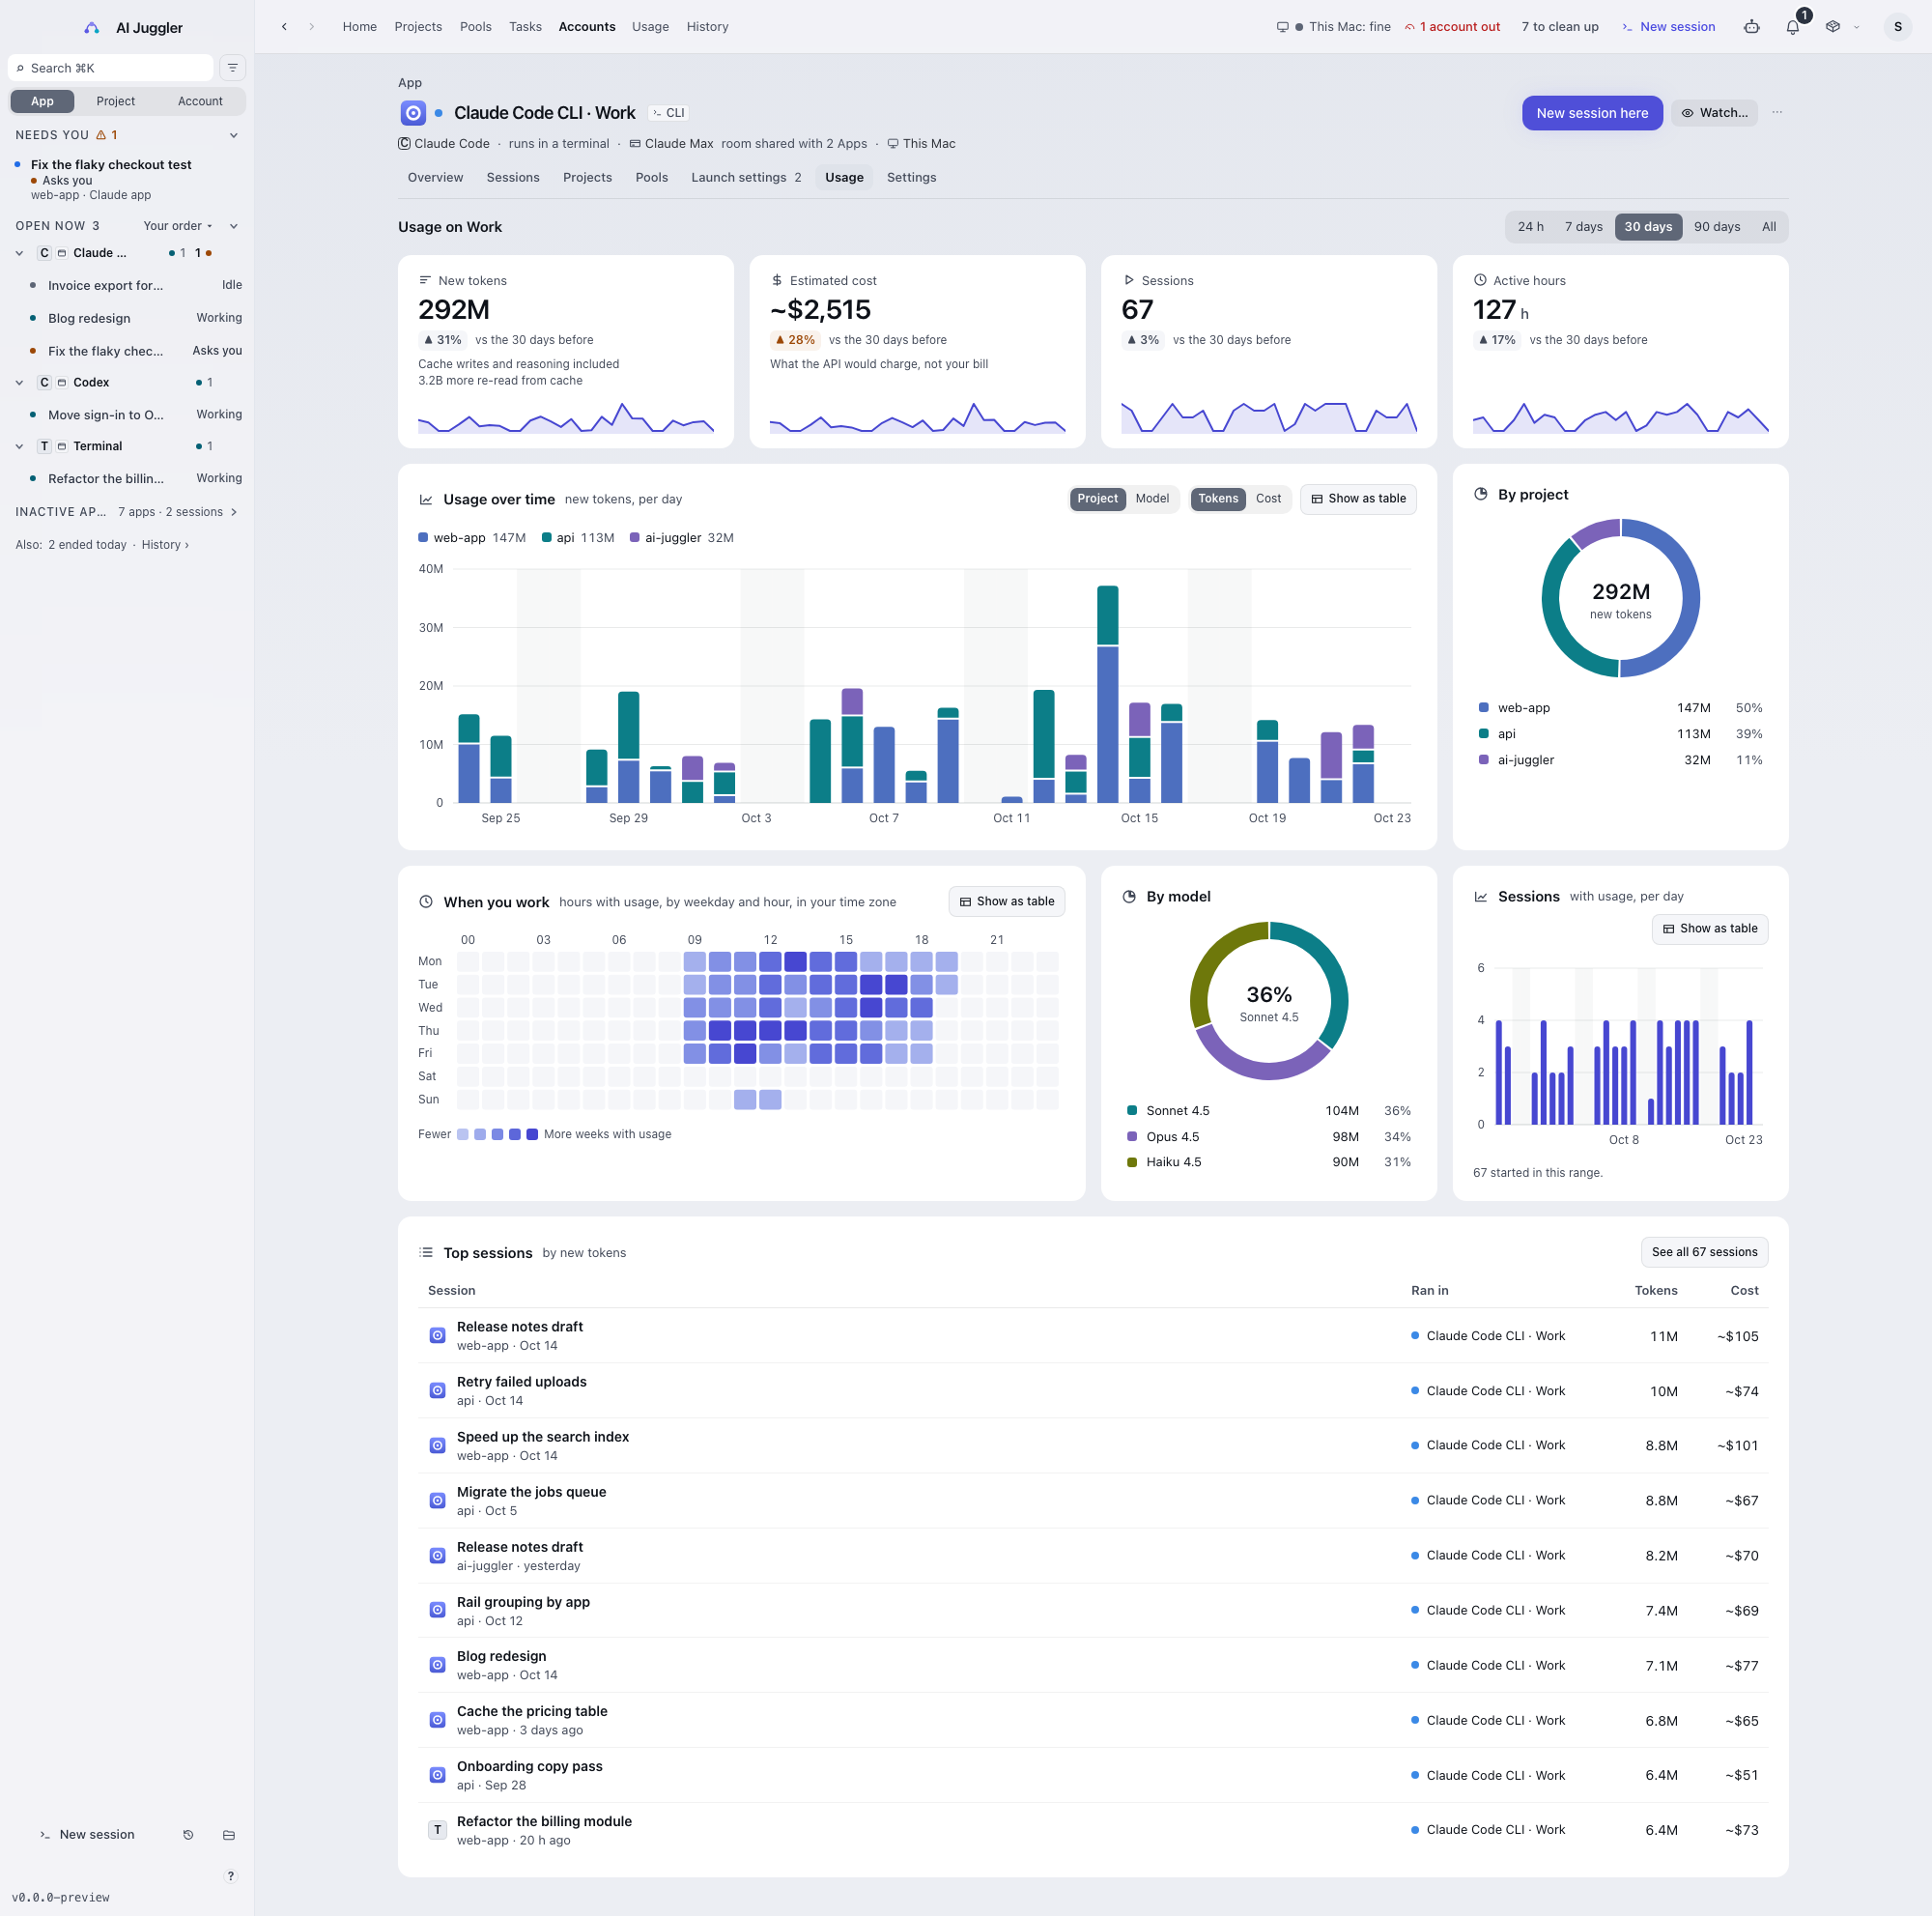 AI Juggler
Search ⌘K
App Project Account
NEEDS YOU 1
Fix the flaky checkout test
Asks you
web-app · Claude app
OPEN NOW 3 Your order
C Claude ... 1 1
Invoice export for... Idle
Blog redesign Working
Fix the flaky chec... Asks you
C Codex 1
Move sign-in to O... Working
T Terminal 1
Refactor the billin... Working
INACTIVE AP... 7 apps · 2 sessions
Also: 2 ended today · History ›
New session
?
v0.0.0-preview
Home Projects Pools Tasks Accounts Usage History
This Mac: fine 1 account out 7 to clean up New session 1 S
App
Claude Code CLI · Work CLI
New session here Watch... ...
C Claude Code · runs in a terminal · Claude Max room shared with 2 Apps · This Mac
Overview Sessions Projects Pools Launch settings 2 Usage Settings
Usage on Work
24 h 7 days 30 days 90 days All
New tokens
292M
▲ 31% vs the 30 days before
Cache writes and reasoning included
3.2B more re-read from cache
$ Estimated cost
~$2,515
▲ 28% vs the 30 days before
What the API would charge, not your bill
Sessions
67
▲ 3% vs the 30 days before
Active hours
127 h
▲ 17% vs the 30 days before
Usage over time new tokens, per day
Project Model Tokens Cost Show as table
web-app 147M api 113M ai-juggler 32M
40M
30M
20M
10M
0
Sep 25 Sep 29 Oct 3 Oct 7 Oct 11 Oct 15 Oct 19 Oct 23
By project
292M
new tokens
web-app 147M 50%
api 113M 39%
ai-juggler 32M 11%
When you work hours with usage, by weekday and hour, in your time zone
Show as table
00 03 06 09 12 15 18 21
Mon
Tue
Wed
Thu
Fri
Sat
Sun
Fewer More weeks with usage
By model
36%
Sonnet 4.5
Sonnet 4.5 104M 36%
Opus 4.5 98M 34%
Haiku 4.5 90M 31%
Sessions with usage, per day
Show as table
6
4
2
0
Oct 8 Oct 23
67 started in this range.
Top sessions by new tokens
See all 67 sessions
Session Ran in Tokens Cost
Release notes draft
web-app · Oct 14
Claude Code CLI · Work 11M ~$105
Retry failed uploads
api · Oct 14
Claude Code CLI · Work 10M ~$74
Speed up the search index
web-app · Oct 14
Claude Code CLI · Work 8.8M ~$101
Migrate the jobs queue
api · Oct 5
Claude Code CLI · Work 8.8M ~$67
Release notes draft
ai-juggler · yesterday
Claude Code CLI · Work 8.2M ~$70
Rail grouping by app
api · Oct 12
Claude Code CLI · Work 7.4M ~$69
Blog redesign
web-app · Oct 14
Claude Code CLI · Work 7.1M ~$77
Cache the pricing table
web-app · 3 days ago
Claude Code CLI · Work 6.8M ~$65
Onboarding copy pass
api · Sep 28
Claude Code CLI · Work 6.4M ~$51
T Refactor the billing module
web-app · 20 h ago
Claude Code CLI · Work 6.4M ~$73